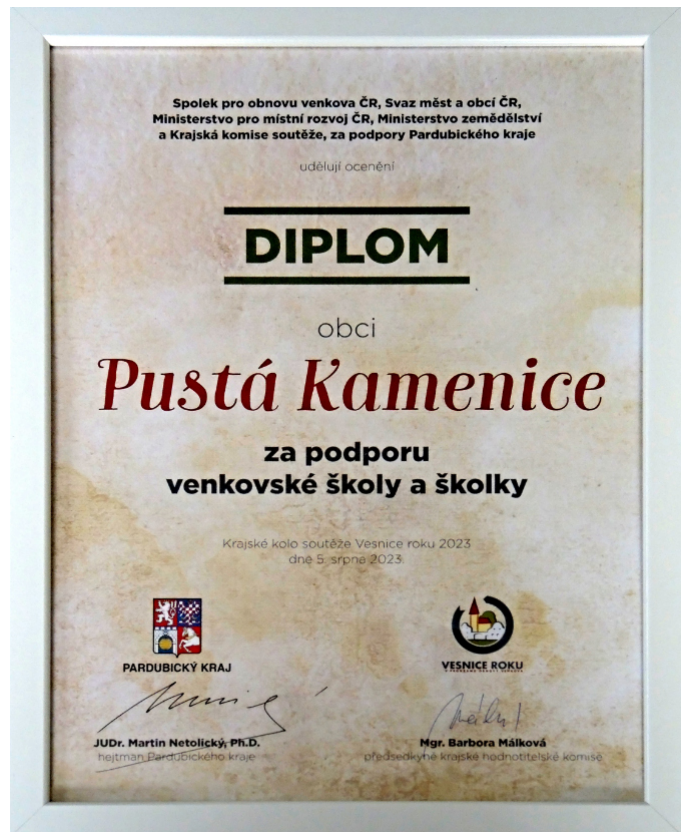 Spolek pro obnovu venkova ČR, Svaz měst a obcí ČR,
Ministerstvo pro místní rozvoj ČR, Ministerstvo zemědělství
a Krajská komise soutěže, za podpory Pardubického kraje
udělují ocenění
DIPLOM
obci
Pustá Kamenice
za podporu
venkovské školy a školky
Krajské kolo soutěže Vesnice roku 2023
dne 5. srpna 2023
PARDUBICKÝ KRAJ
VESNICE ROKU
JUDr. Martin Netolický, Ph.D.
hejtman Pardubického kraje
Mgr. Barbora Málková
předsedkyně krajské hodnotitelské komise